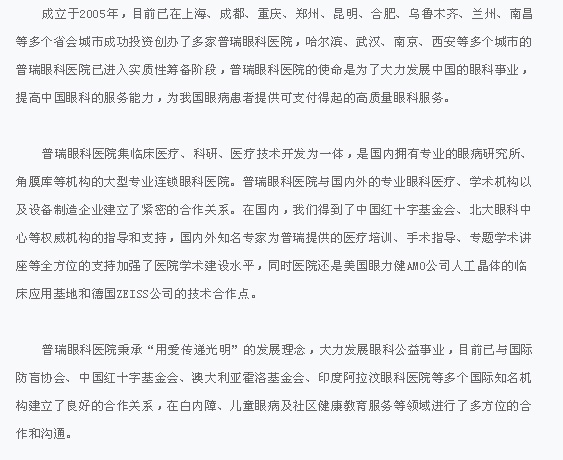 成立于2005年，目前已在上海、成都、重庆、郑州、昆明、合肥、乌鲁木齐、兰州、南昌
等多个省会城市成功投资创办了多家普瑞眼科医院，哈尔滨、武汉、南京、西安等多个城市的
普瑞眼科医院已进入实质性筹备阶段，普瑞眼科医院的使命是为了大力发展中国的眼科事业，
提高中国眼科的服务能力，为我国眼病患者提供可支付得起的高质量眼科服务。
普瑞眼科医院集临床医疗、科研、医疗技术开发为一体，是国内拥有专业的眼病研究所、
角膜库等机构的大型专业连锁眼科医院。普瑞眼科医院与国内外的专业眼科医疗、学术机构以
及设备制造企业建立了紧密的合作关系。在国内，我们得到了中国红十字基金会、北大眼科中
心等权威机构的指导和支持，国内外知名专家为普瑞提供的医疗培训、手术指导、专题学术讲
座等全方位的支持加强了医院学术建设水平，同时医院还是美国眼力健AMO公司人工晶体的临
床应用基地和德国ZEISS公司的技术合作点。
普瑞眼科医院秉承“用爱传递光明”的发展理念，大力发展眼科公益事业，目前已与国际
防盲协会、中国红十字基金会、澳大利亚霍洛基金会、印度阿拉汶眼科医院等多个国际知名机
构建立了良好的合作关系，在白内障、儿童眼病及社区健康教育服务等领域进行了多方位的合
作和沟通。